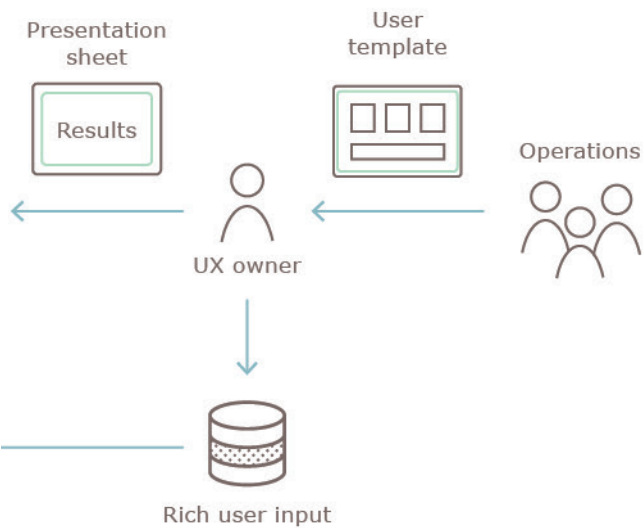 Presentation
sheet
Results
User
template
Operations
UX owner
Rich user input